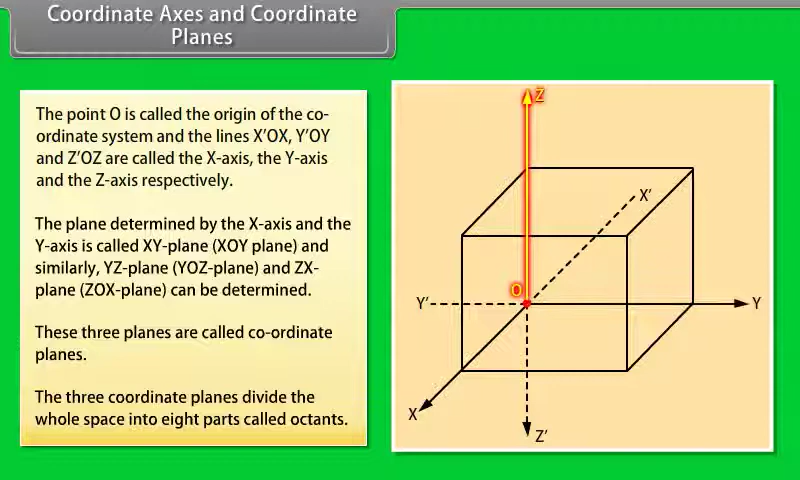 Coordinate Axes and Coordinate
Planes
The point O is called the origin of the co-
ordinate system and the lines X'OX, Y'OY
and Z'OZ are called the X-axis, the Y-axis
and the Z-axis respectively.
The plane determined by the X-axis and the
Y-axis is called XY-plane (XOY plane) and
similarly, YZ-plane (YOZ-plane) and ZX-
plane (ZOX-plane) can be determined.
These three planes are called co-ordinate
planes.
The three coordinate planes divide the
whole space into eight parts called octants.
Z
X'
O
Y'
Y
X
Z'